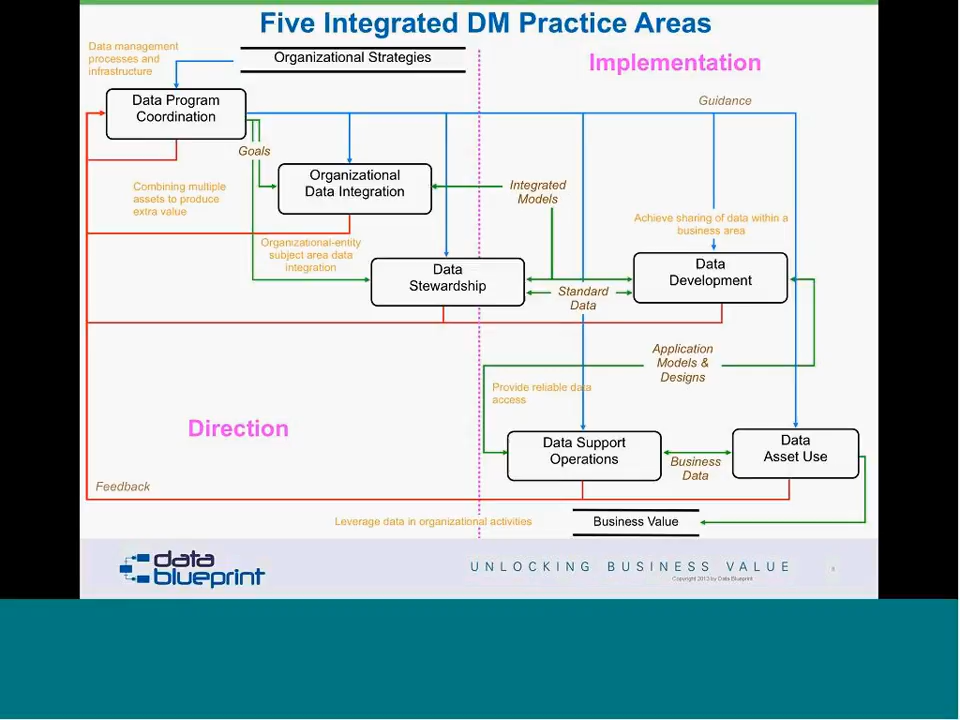 Five Integrated DM Practice Areas
Data management
processes and
infrastructure
Organizational Strategies
Implementation
Data Program
Coordination
Guidance
Goals
Organizational
Data Integration
Combining multiple
assets to produce
extra value
Integrated
Models
Achieve sharing of data within a
business area
Organizational-entity
subject area data
integration
Data
Stewardship
Data
Development
Standard
Data
Application
Models &
Designs
Provide reliable data
access
Direction
Data Support
Operations
Data
Asset Use
Business
Data
Feedback
Leverage data in organizational activities
Business Value
data
blueprint
UNLOCKING BUSINESS VALUE
Copyright 2013 by Data Blueprint